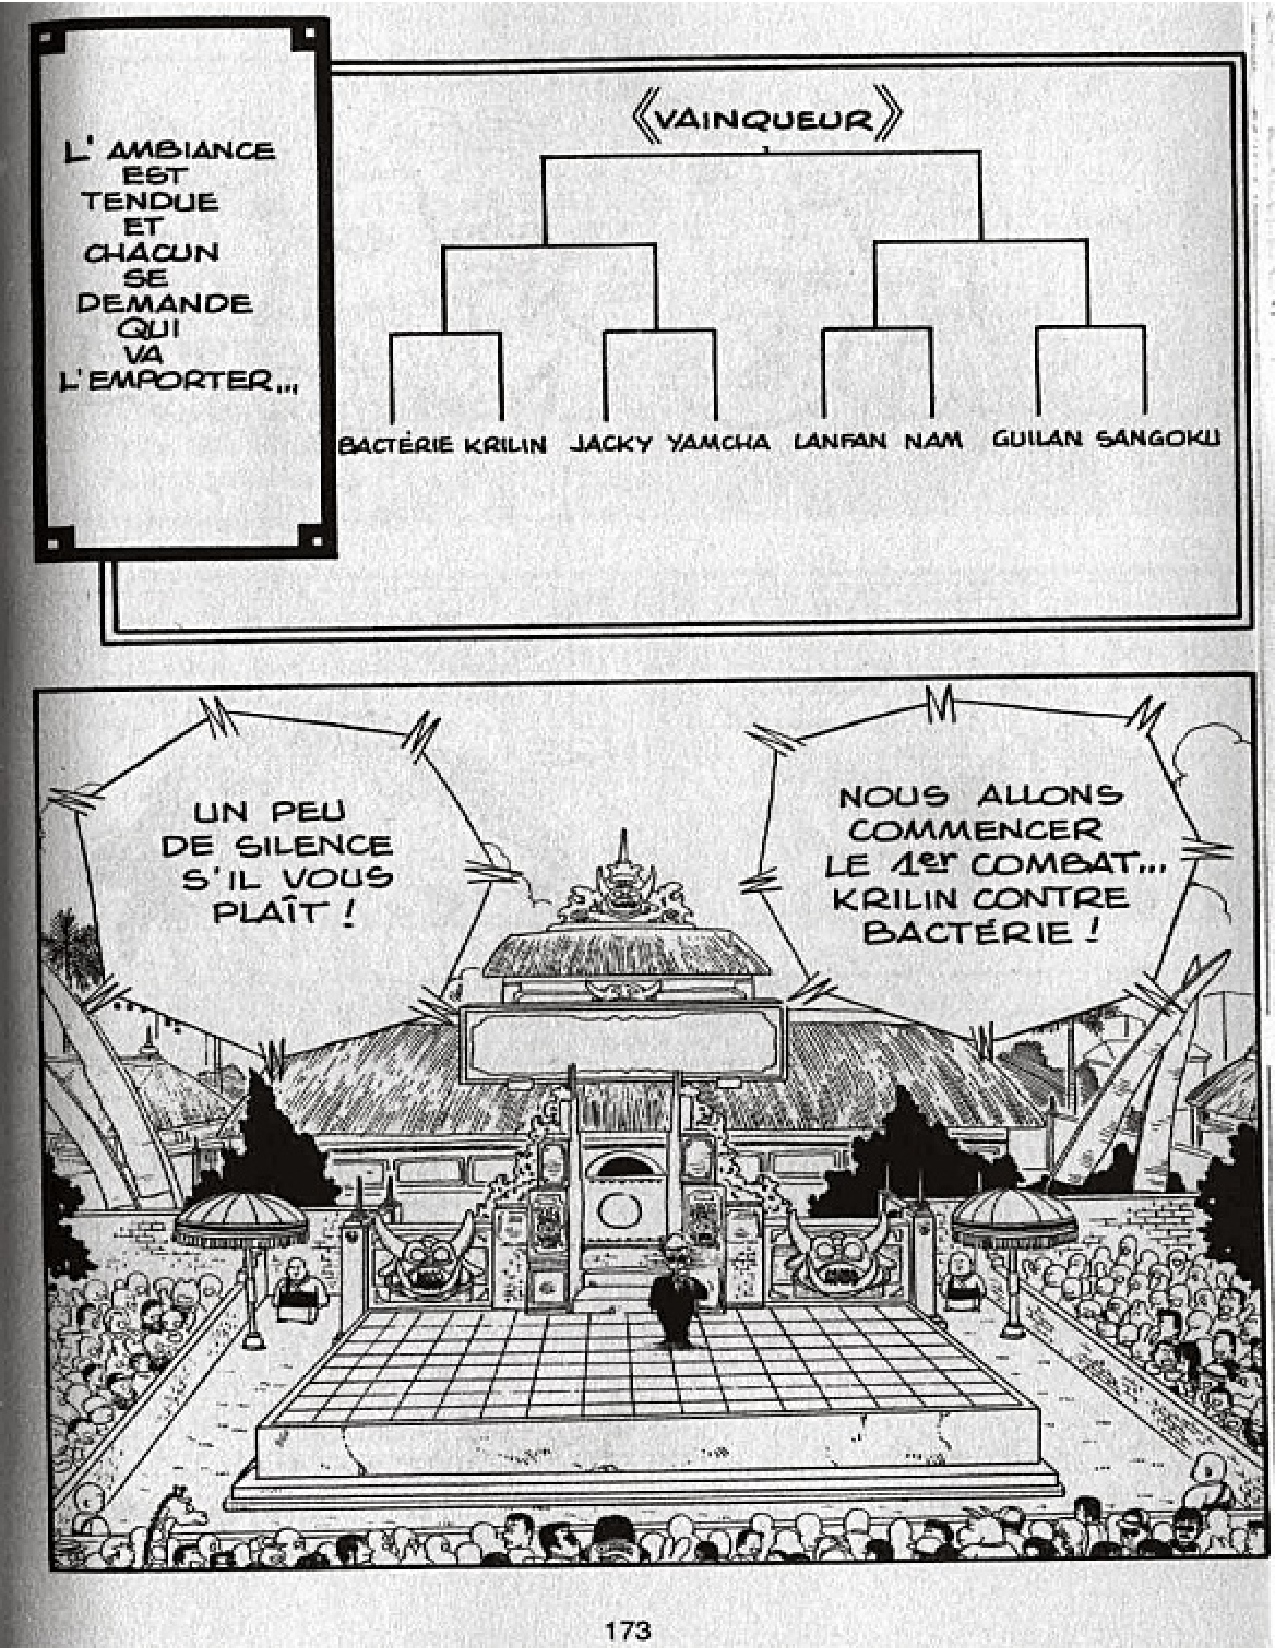 L'AMBIANCE
EST
TENDUE
ET
CHACUN
SE
DEMANDE
QUI
VA
L'EMPORTER...
《VAINQUEUR》
BACTÉRIE KRILIN JACKY YAMCHA LANFAN NAM GUILAN SANGOKU
UN PEU
DE SILENCE
S'IL VOUS
PLAÎT !
NOUS ALLONS
COMMENCER
LE 1er COMBAT...
KRILIN CONTRE
BACTÉRIE !
173